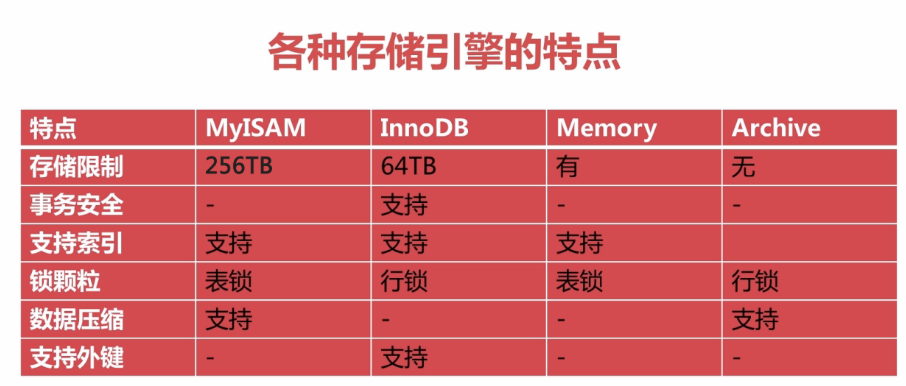 各种存储引擎的特点
特点 MyISAM InnoDB Memory Archive
存储限制 256TB 64TB 有 无
事务安全 - 支持 - -
支持索引 支持 支持 支持
锁颗粒 表锁 行锁 表锁 行锁
数据压缩 支持 - - 支持
支持外键 - 支持 - -